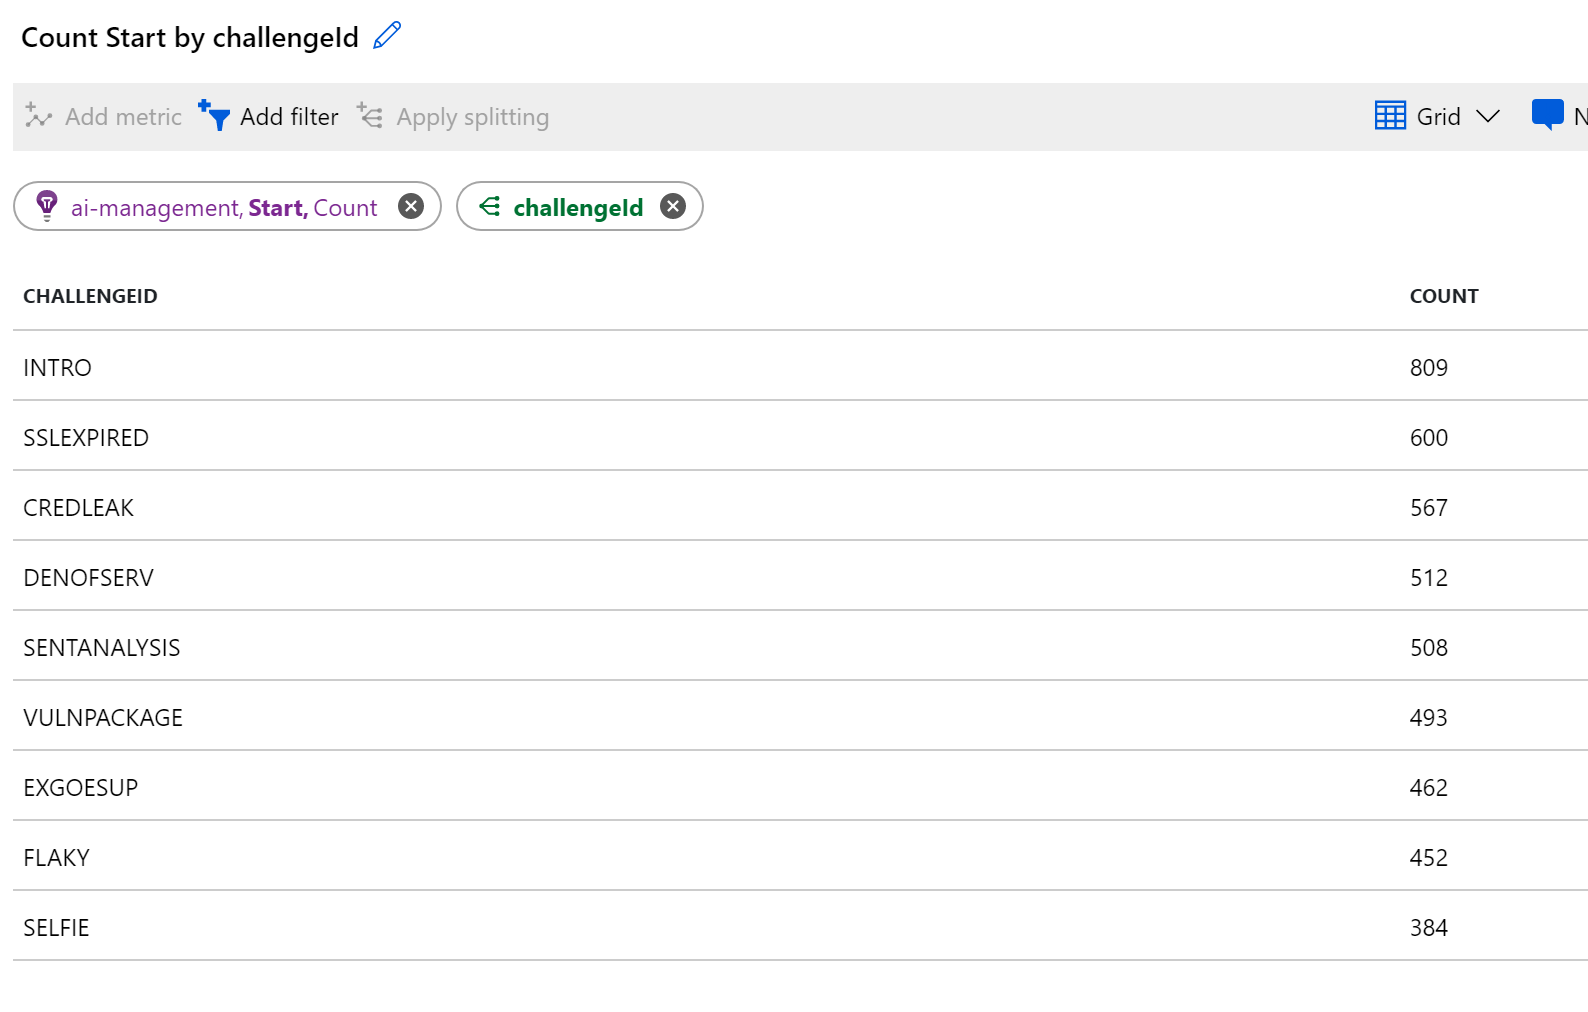 Count Start by challengeId
Add metric Add filter Apply splitting Grid N
ai-management, Start, Count challengeId
CHALLENGEID COUNT
INTRO 809
SSLEXPIRED 600
CREDLEAK 567
DENOFSERV 512
SENTANALYSIS 508
VULNPACKAGE 493
EXGOESUP 462
FLAKY 452
SELFIE 384